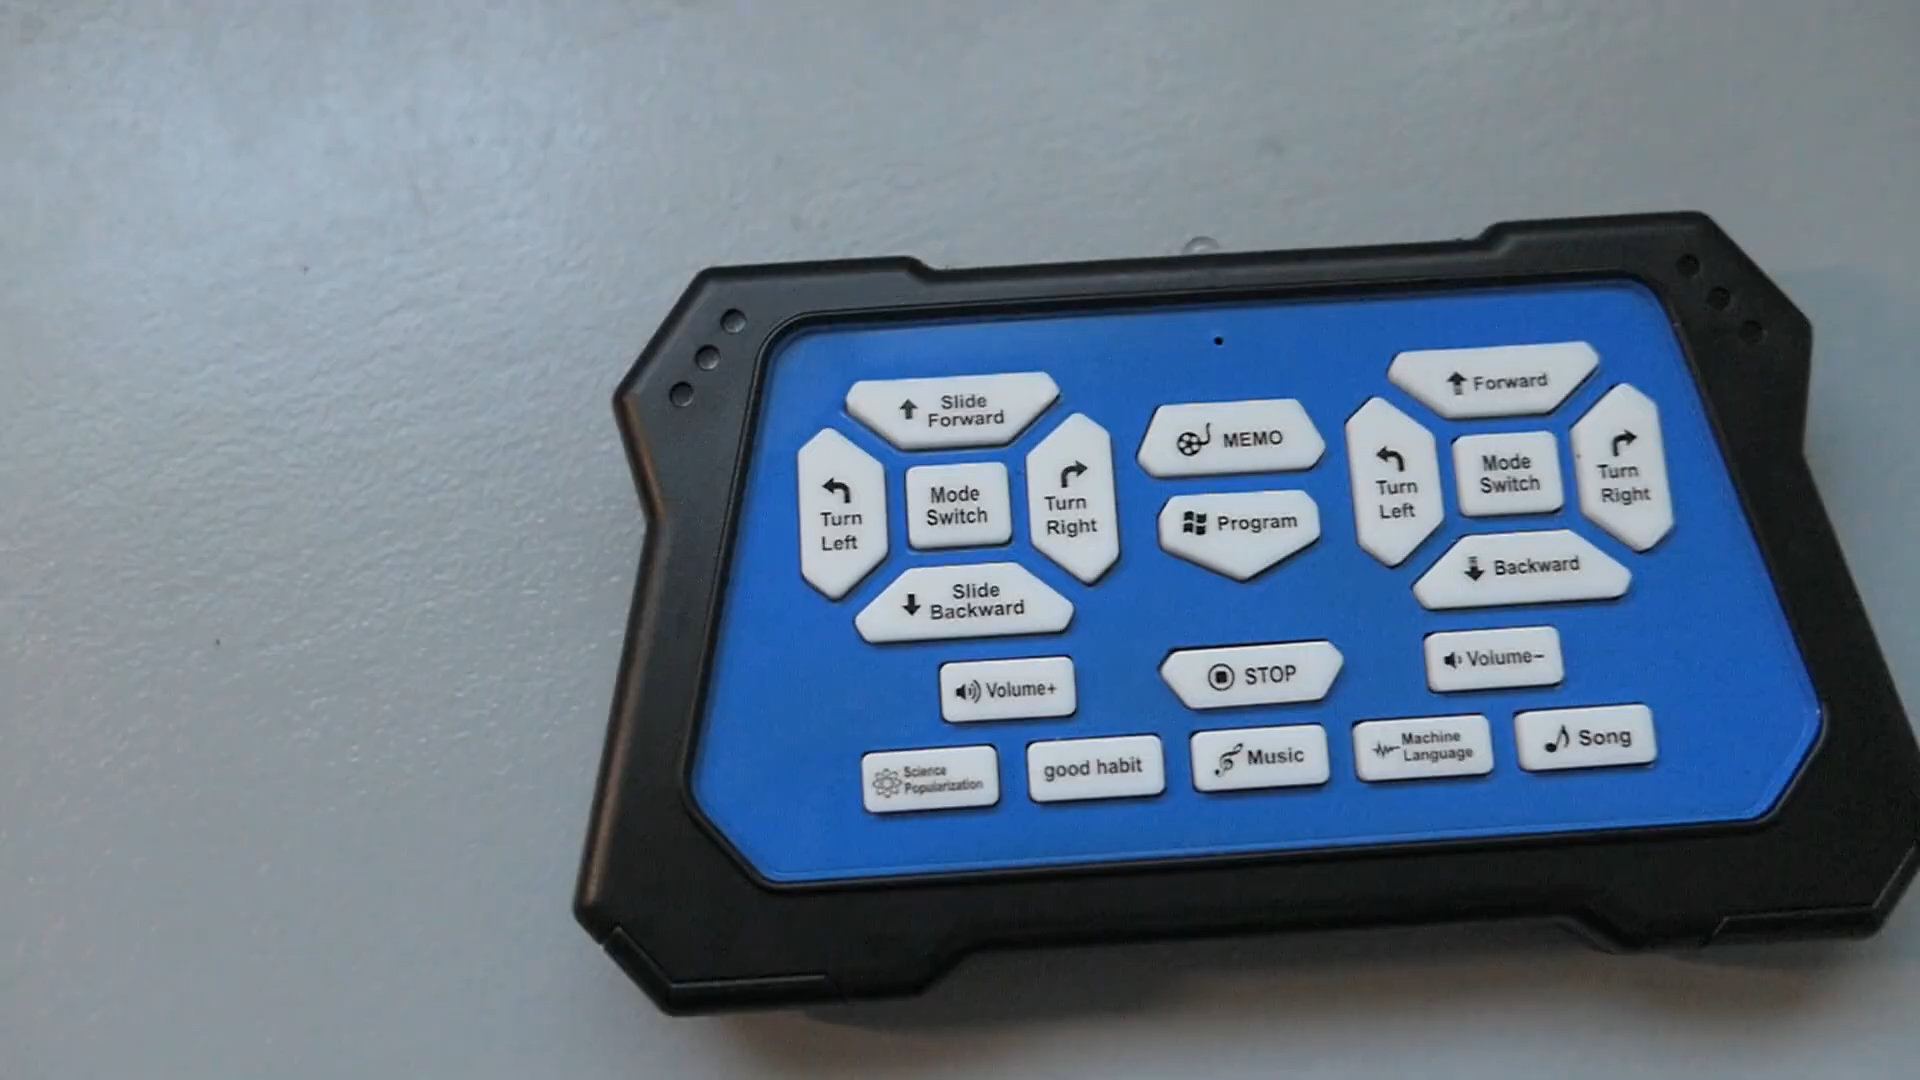 Slide
Forward
Turn
Left
Mode
Switch
Turn
Right
Slide
Backward
MEMO
Program
Forward
Turn
Left
Mode
Switch
Turn
Right
Backward
Volume+
STOP
Volume−
Science
Popularization
good habit
Music
Machine
Language
Song